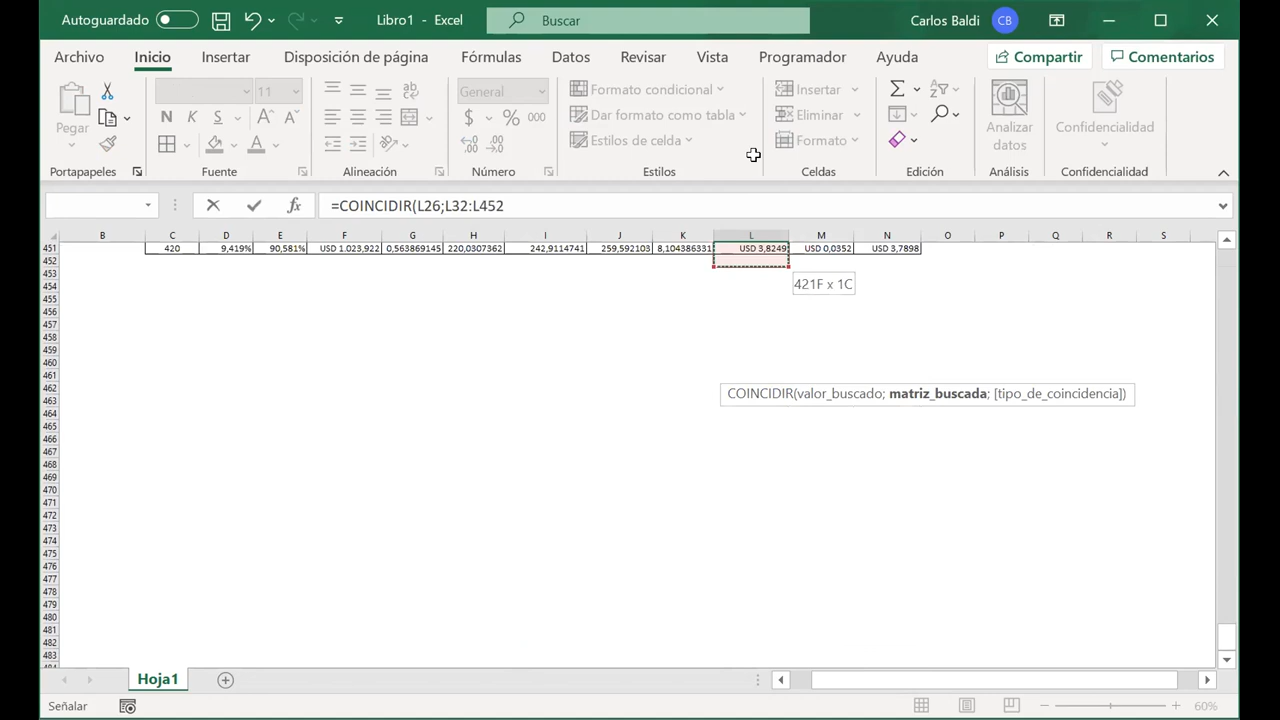 Autoguardado
Libro1 - Excel
Buscar
Carlos Baldi CB
Archivo Inicio Insertar Disposición de página Fórmulas Datos Revisar Vista Programador Ayuda Compartir Comentarios
Pegar
Portapapeles
11
N K S
A A
A
Fuente
Alineación
General
$ % 000
Número
Formato condicional
Dar formato como tabla
Estilos de celda
Estilos
Insertar
Eliminar
Formato
Celdas
Edición
Analizar
datos
Análisis
Confidencialidad
Confidencialidad
fx =COINCIDIR(L26;L32:L452
B C D E F G H I J K L M N O P Q R S
451 420 9,419% 90,581% USD 1.023,922 0,563869145 220,0307362 242,9114741 259,592103 8,104386331 USD 3,8249 USD 0,0352 USD 3,7898
452
453
454 421F x 1C
455
456
457
458
459
460
461
462
463 COINCIDIR(valor_buscado; matriz_buscada; [tipo_de_coincidencia])
464
465
466
467
468
469
470
471
472
473
474
475
476
477
478
479
480
481
482
483
Hoja1
Señalar
60%